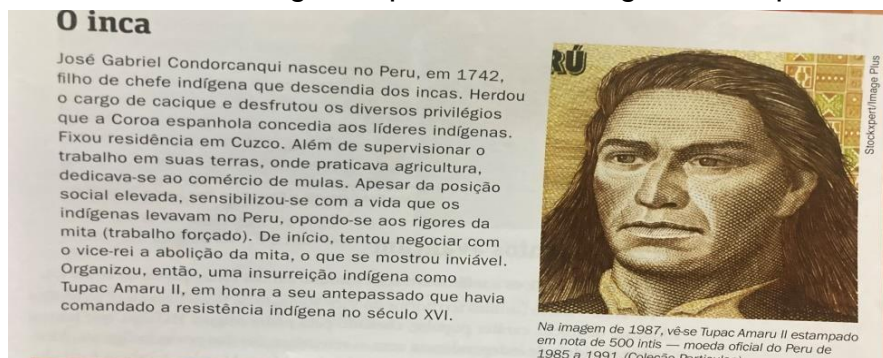 O inca
José Gabriel Condorcanqui nasceu no Peru, em 1742,
filho de chefe indígena que descendia dos incas. Herdou
o cargo de cacique e desfrutou os diversos privilégios
que a Coroa espanhola concedia aos líderes indígenas.
Fixou residência em Cuzco. Além de supervisionar o
trabalho em suas terras, onde praticava agricultura,
dedicava-se ao comércio de mulas. Apesar da posição
social elevada, sensibilizou-se com a vida que os
indígenas levavam no Peru, opondo-se aos rigores da
mita (trabalho forçado). De início, tentou negociar com
o vice-rei a abolição da mita, o que se mostrou inviável.
Organizou, então, uma insurreição indígena como
Tupac Amaru II, em honra a seu antepassado que havia
comandado a resistência indígena no século XVI.
RÚ
Stockxpert/Image Plus
Na imagem de 1987, vê-se Tupac Amaru II estampado
em nota de 500 intis — moeda oficial do Peru de
1985 a 1991. (Coleção